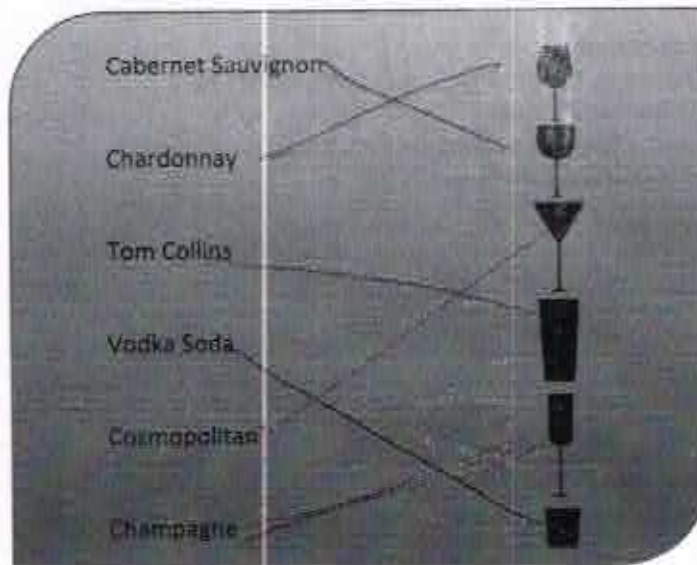 Cabernet Sauvignon
Chardonnay
Tom Collins
Vodka Soda
Cosmopolitan
Champagne